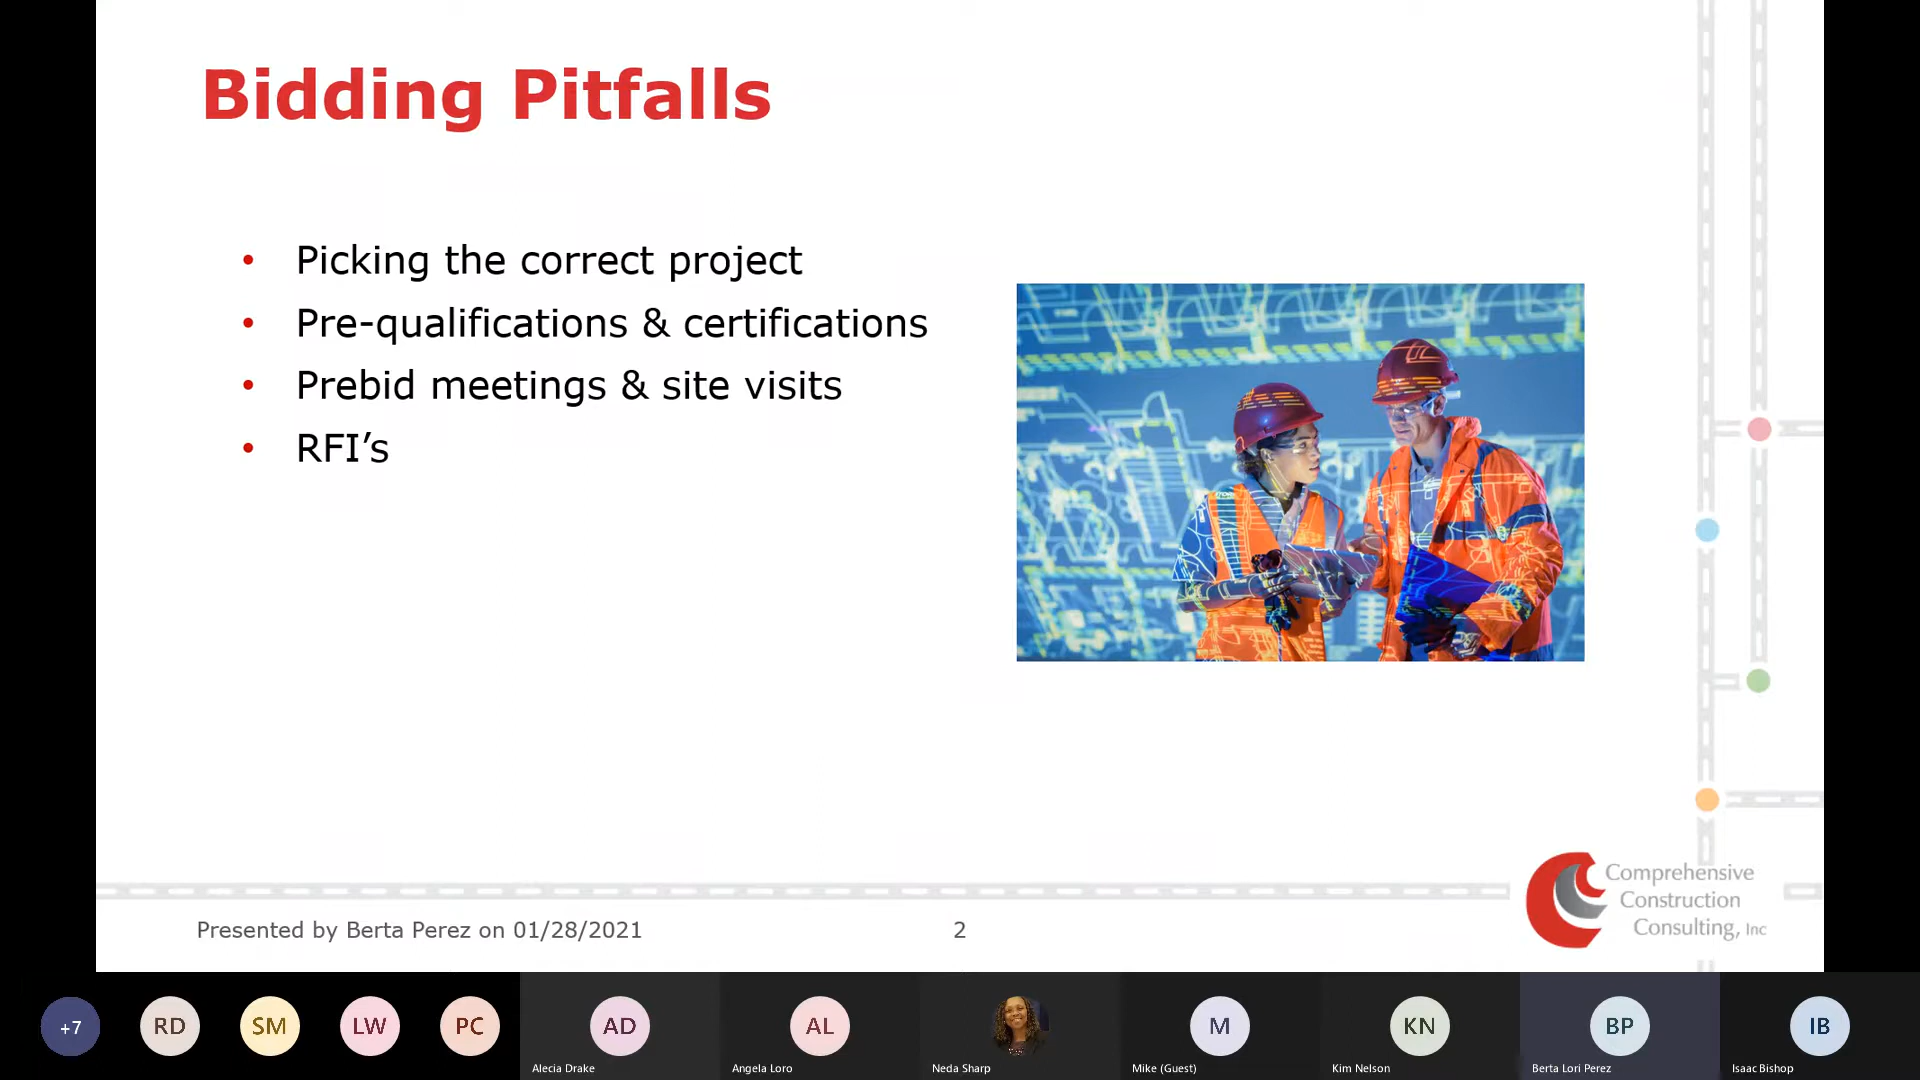 Bidding Pitfalls
• Picking the correct project
• Pre-qualifications & certifications
• Prebid meetings & site visits
• RFI’s
Comprehensive
Construction
Consulting, Inc
Presented by Berta Perez on 01/28/2021
2
+7
RD
SM
LW
PC
AD
AL
M
KN
BP
IB
Alecia Drake
Angela Loro
Neda Sharp
Mike (Guest)
Kim Nelson
Berta Lori Perez
Isaac Bishop